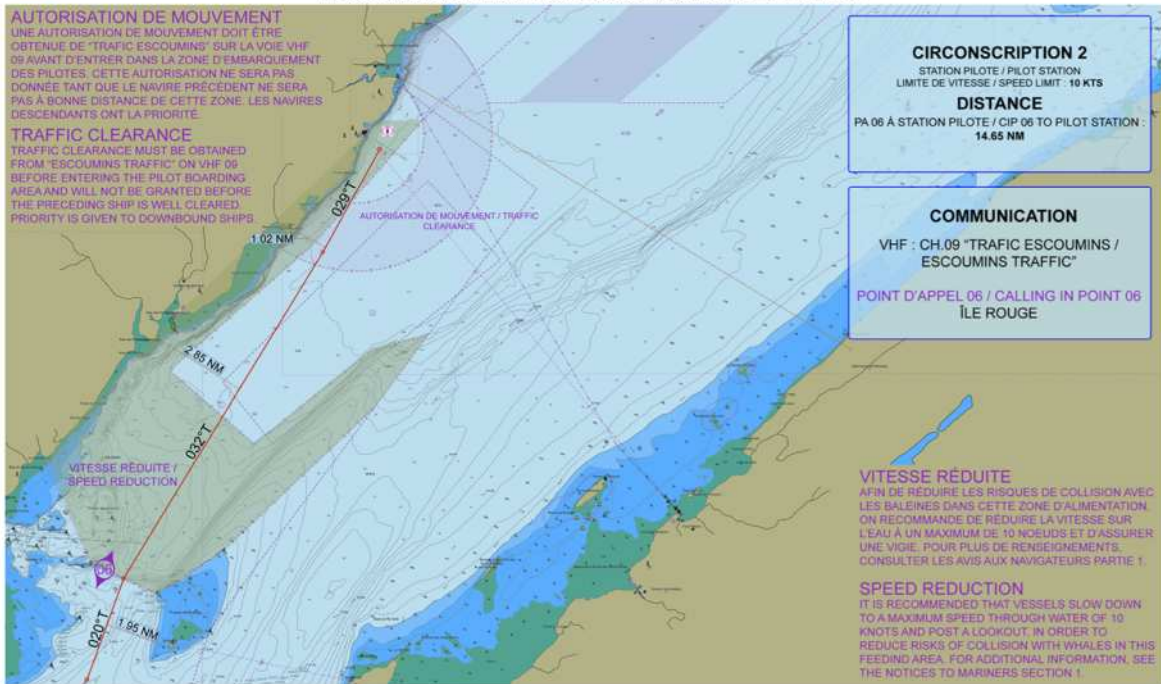 AUTORISATION DE MOUVEMENT
UNE AUTORISATION DE MOUVEMENT DOIT ÊTRE
OBTENUE DE "TRAFIC ESCOUMINS" SUR LA VOIE VHF
09 AVANT D'ENTRER DANS LA ZONE D'EMBARQUEMENT
DES PILOTES. CETTE AUTORISATION NE SERA PAS
DONNÉE TANT QUE LE NAVIRE PRÉCÉDENT NE SERA
PAS À BONNE DISTANCE DE CETTE ZONE. LES NAVIRES
DESCENDANTS ONT LA PRIORITÉ.
TRAFFIC CLEARANCE
TRAFFIC CLEARANCE MUST BE OBTAINED
FROM "ESCOUMINS TRAFFIC" ON VHF 09
BEFORE ENTERING THE PILOT BOARDING
AREA AND WILL NOT BE GRANTED BEFORE
THE PRECEDING SHIP IS WELL CLEARED.
PRIORITY IS GIVEN TO DOWNBOUND SHIPS.
CIRCONSCRIPTION 2
STATION PILOTE / PILOT STATION
LIMITE DE VITESSE / SPEED LIMIT : 10 KTS
DISTANCE
PA 06 À STATION PILOTE / CIP 06 TO PILOT STATION :
14.65 NM
COMMUNICATION
VHF : CH.09 "TRAFIC ESCOUMINS /
ESCOUMINS TRAFFIC"
POINT D'APPEL 06 / CALLING IN POINT 06
ÎLE ROUGE
029°T
AUTORISATION DE MOUVEMENT / TRAFFIC
CLEARANCE
1.02 NM
2.85 NM
032°T
VITESSE RÉDUITE /
SPEED REDUCTION
06
020°T
1.95 NM
VITESSE RÉDUITE
AFIN DE RÉDUIRE LES RISQUES DE COLLISION AVEC
LES BALEINES DANS CETTE ZONE D'ALIMENTATION,
ON RECOMMANDE DE RÉDUIRE LA VITESSE SUR
L'EAU À UN MAXIMUM DE 10 NOEUDS ET D'ASSURER
UNE VIGIE. POUR PLUS DE RENSEIGNEMENTS,
CONSULTER LES AVIS AUX NAVIGATEURS PARTIE 1.
SPEED REDUCTION
IT IS RECOMMENDED THAT VESSELS SLOW DOWN
TO A MAXIMUM SPEED THROUGH WATER OF 10
KNOTS AND POST A LOOKOUT, IN ORDER TO
REDUCE RISKS OF COLLISION WITH WHALES IN THIS
FEEDING AREA. FOR ADDITIONAL INFORMATION, SEE
THE NOTICES TO MARINERS SECTION 1.